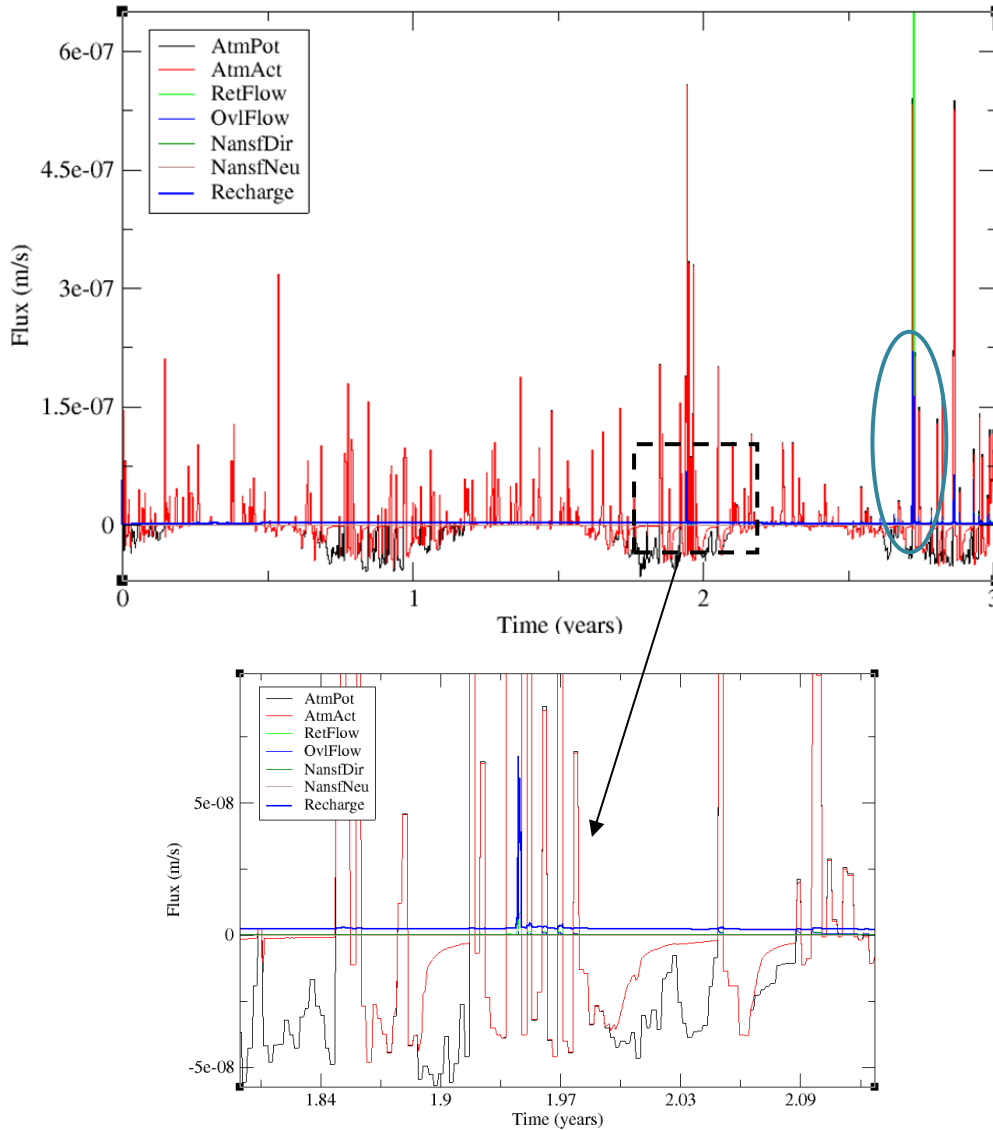 AtmPot
AtmAct
RetFlow
OvlFlow
NansfDir
NansfNeu
Recharge
6e-07
4.5e-07
3e-07
1.5e-07
0
Flux (m/s)
0 1 2 3
Time (years)
AtmPot
AtmAct
RetFlow
OvlFlow
NansfDir
NansfNeu
Recharge
5e-08
0
-5e-08
Flux (m/s)
1.84 1.9 1.97 2.03 2.09
Time (years)